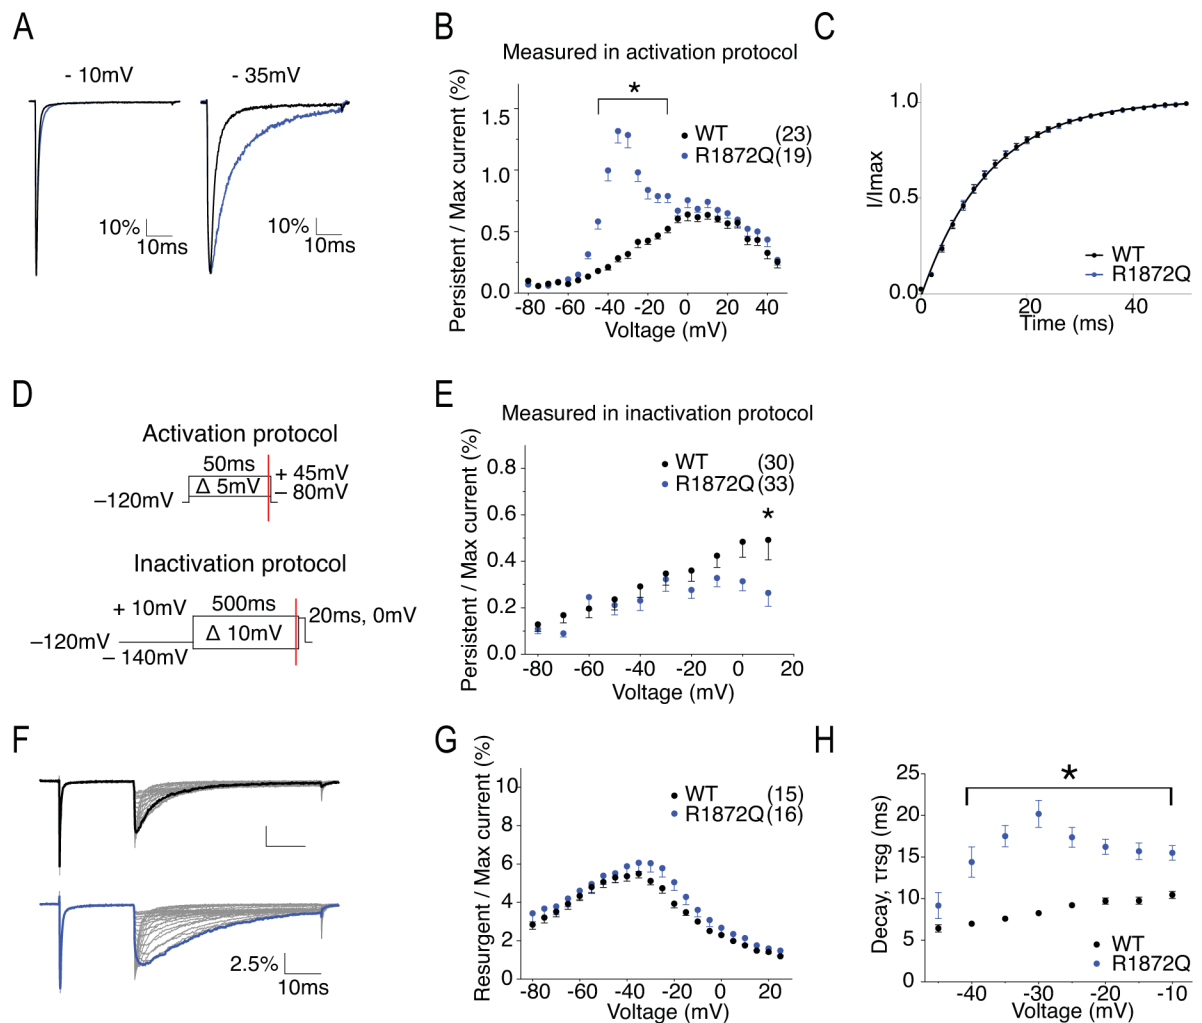 A
- 10mV
- 35mV
10%
10ms
10%
10ms
B
Measured in activation protocol
Persistent / Max current (%)
1.5
1.0
0.5
0.0
*
WT (23)
R1872Q (19)
-80 -60 -40 -20 0 20 40
Voltage (mV)
C
I/Imax
1.0
0.5
0.0
WT
R1872Q
0 20 40
Time (ms)
D
Activation protocol
50ms
Δ 5mV
−120mV
+ 45mV
− 80mV
Inactivation protocol
+ 10mV
500ms
20ms, 0mV
Δ 10mV
−120mV
− 140mV
E
Measured in inactivation protocol
Persistent / Max current (%)
0.8
0.6
0.4
0.2
0.0
WT (30)
R1872Q (33)
*
-80 -60 -40 -20 0 20
Voltage (mV)
F
2.5%
10ms
G
Resurgent / Max current (%)
10
8
6
4
2
0
WT (15)
R1872Q (16)
-80 -60 -40 -20 0 20
Voltage (mV)
H
Decay, τrsg (ms)
25
20
15
10
5
0
*
WT
R1872Q
-40 -30 -20 -10
Voltage (mV)